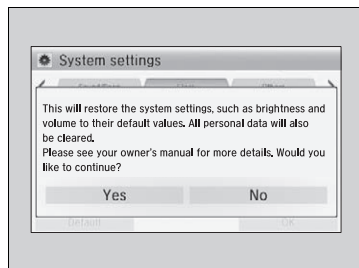 System settings
This will restore the system settings, such as brightness and
volume to their default values. All personal data will also
be cleared.
Please see your owner's manual for more details. Would you
like to continue?
Yes
No
Default
OK